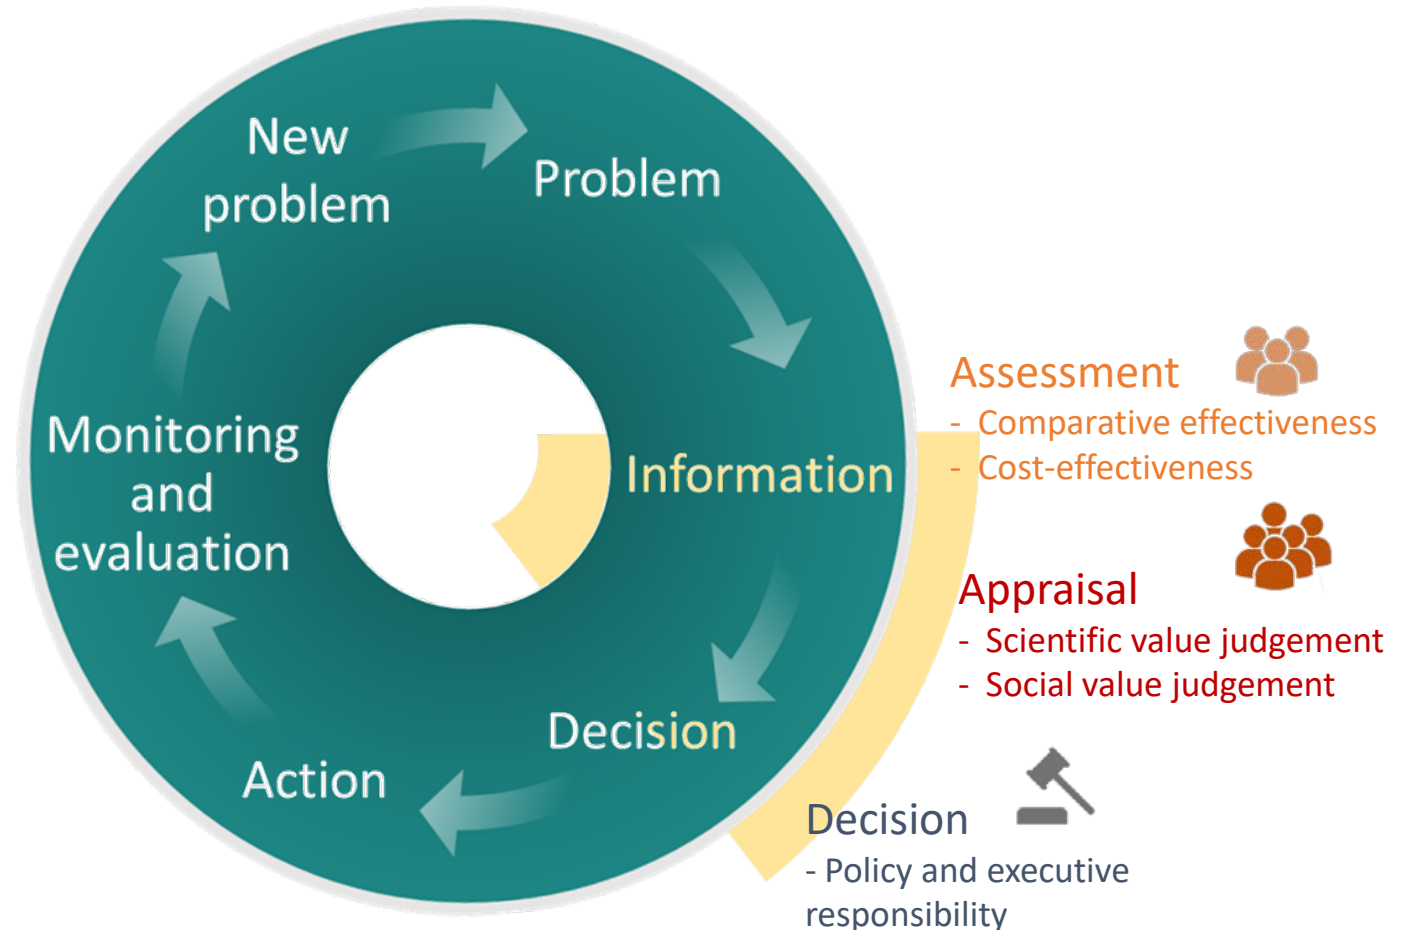 New
problem
Problem
Information
Decision
Action
Monitoring
and
evaluation
Assessment
- Comparative effectiveness
- Cost-effectiveness
Appraisal
- Scientific value judgement
- Social value judgement
Decision
- Policy and executive
responsibility